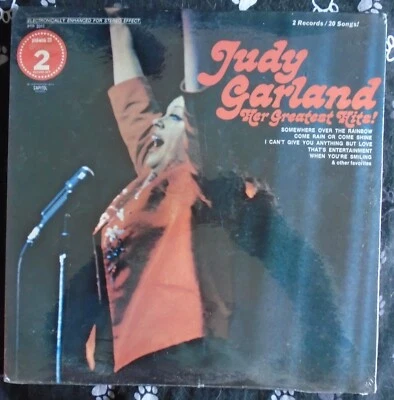 ELECTRONICALLY ENHANCED FOR STEREO EFFECT
2 Records / 20 Songs!
2
CAPITOL
Judy
Garland
Her Greatest Hits!
SOMEWHERE OVER THE RAINBOW
COME RAIN OR COME SHINE
I CAN'T GIVE YOU ANYTHING BUT LOVE
THAT'S ENTERTAINMENT
WHEN YOU'RE SMILING
& other favorites